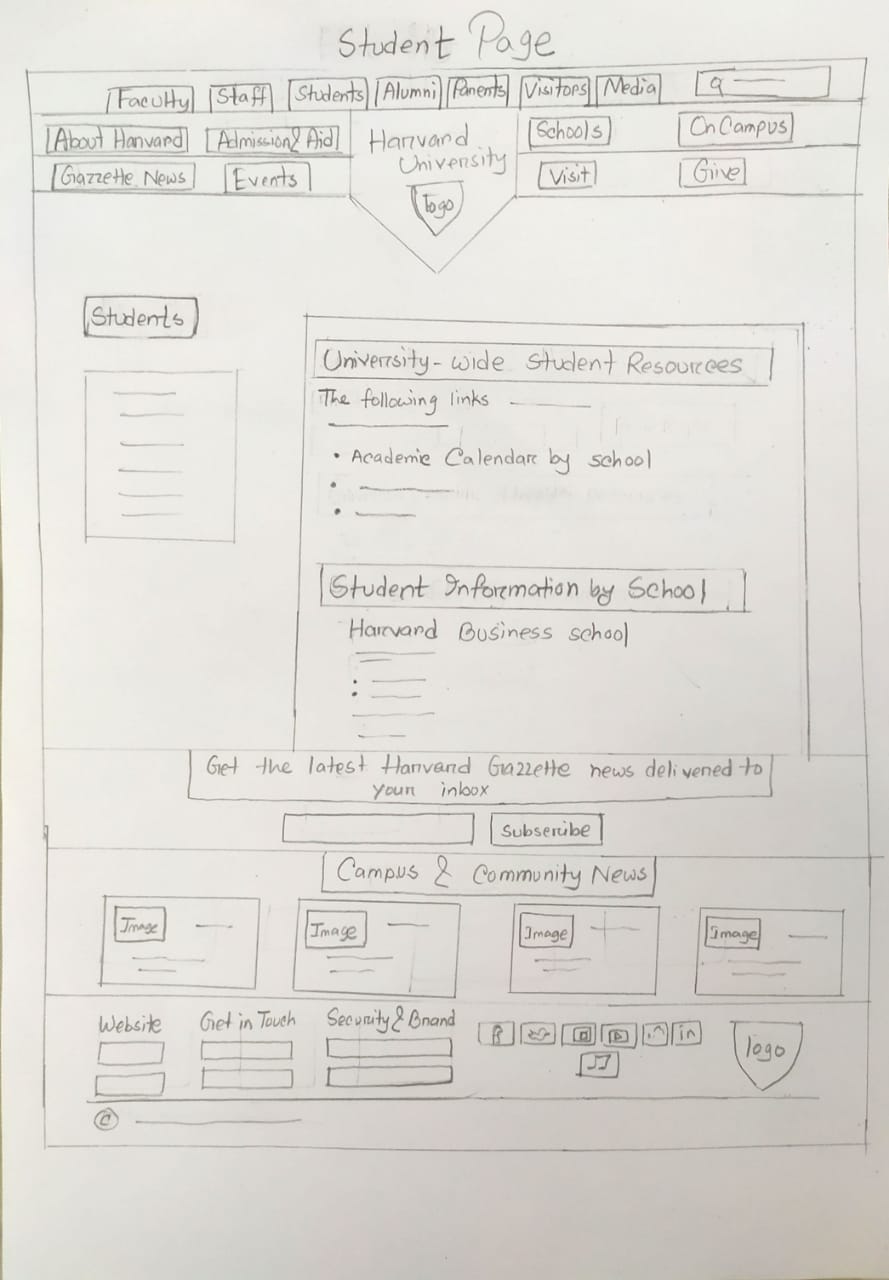 Student Page
Faculty Staff Students Alumni Parents Visitors Media
About Harvard Admission & Aid Harvard University Schools On Campus
Gazzette News Events logo Visit Give
Students
University-wide Student Resources
The following links
• Academic Calendar by school
•
•
Student Information by School
Harvard Business school
•
•
Get the latest Harvard Gazzette news delivered to
your inbox
Subscribe
Campus & Community News
Image Image Image Image
Website Get in Touch Security & Brand
in
logo
©